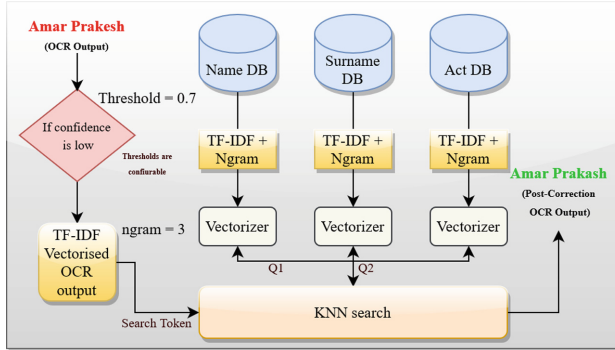 Amar Prakesh
(OCR Output)
Threshold = 0.7
If confidence
is low
Thresholds are
confiurable
TF-IDF
Vectorised
OCR
output
ngram = 3
Search Token
Name DB
Surname
DB
Act DB
TF-IDF +
Ngram
TF-IDF +
Ngram
TF-IDF +
Ngram
Vectorizer
Vectorizer
Vectorizer
Q1
Q2
KNN search
Amar Prakash
(Post-Correction
OCR Output)